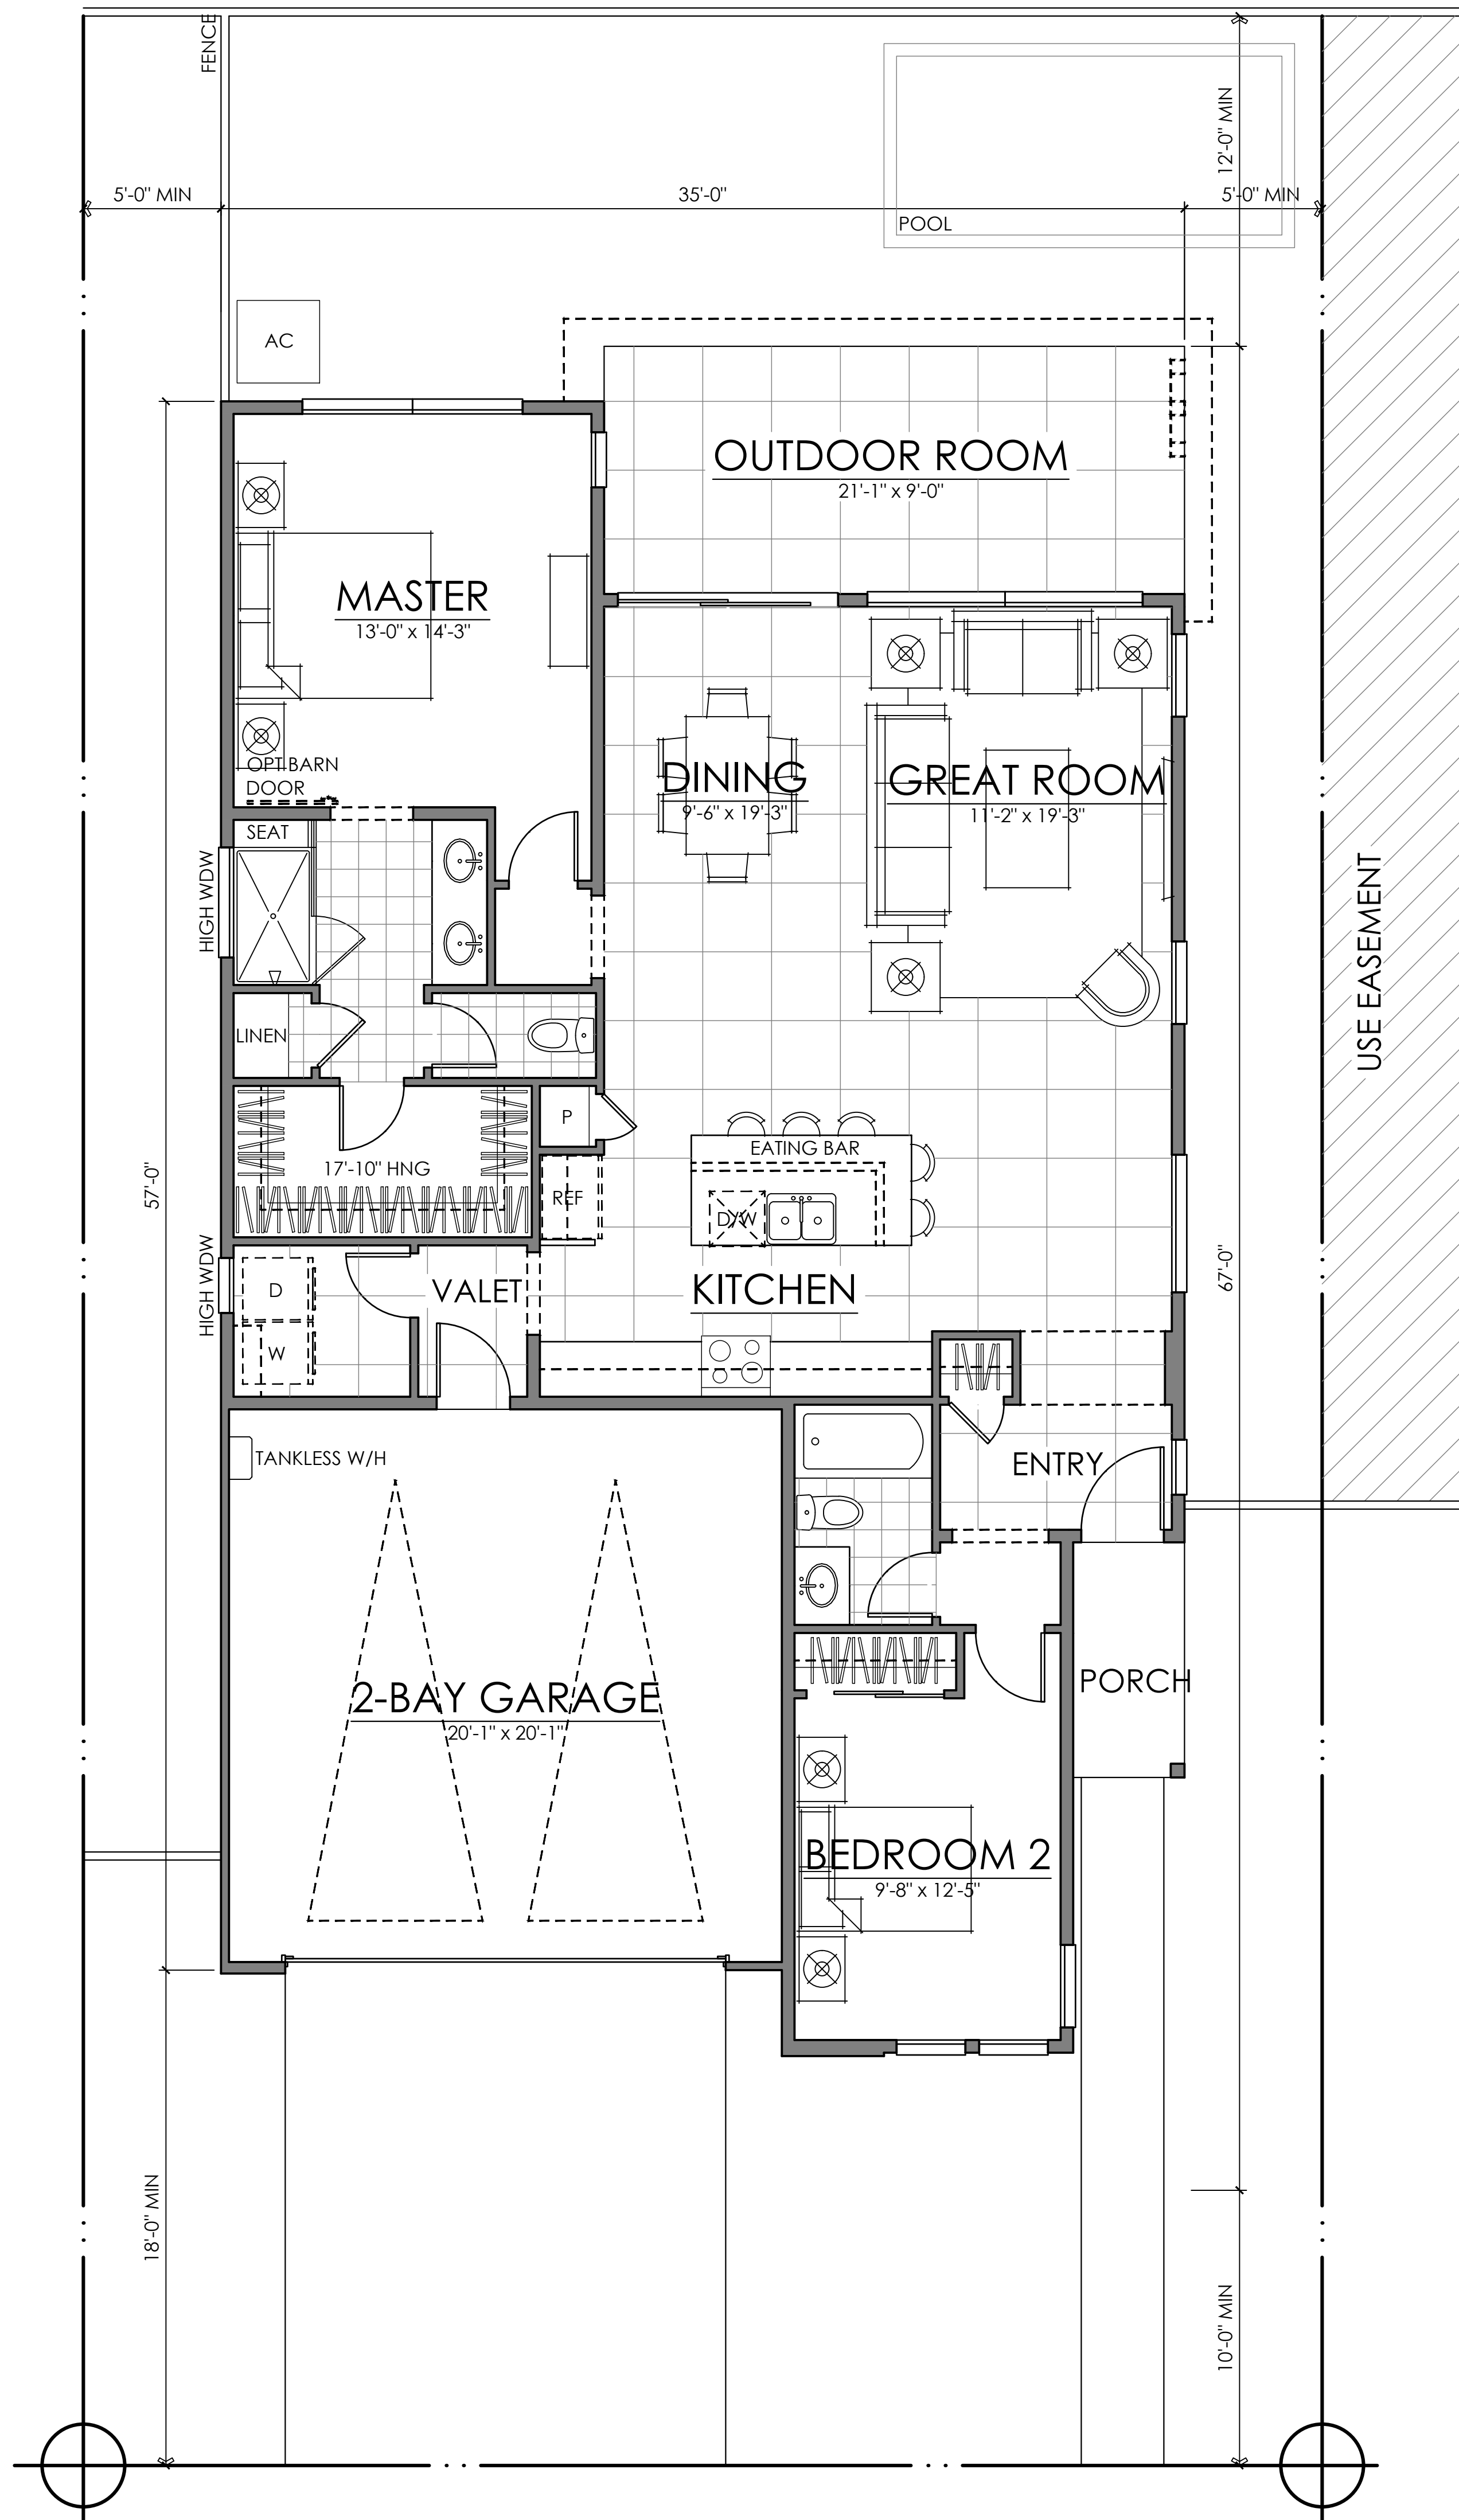 FENCE
12'-0" MIN
5'-0" MIN
35'-0"
5'-0" MIN
POOL
AC
OUTDOOR ROOM
21'-1" x 9'-0"
MASTER
13'-0" x 14'-3"
OPT BARN
DOOR
DINING
9'-6" x 19'-3"
GREAT ROOM
11'-2" x 19'-3"
SEAT
HIGH WDW
USE EASEMENT
LINEN
P
EATING BAR
17'-10" HNG
57'-0"
REF
D/W
HIGH WDW
D
VALET
KITCHEN
67'-0"
W
TANKLESS W/H
ENTRY
2-BAY GARAGE
20'-1" x 20'-1"
PORCH
BEDROOM 2
9'-8" x 12'-5"
18'-0" MIN
10'-0" MIN